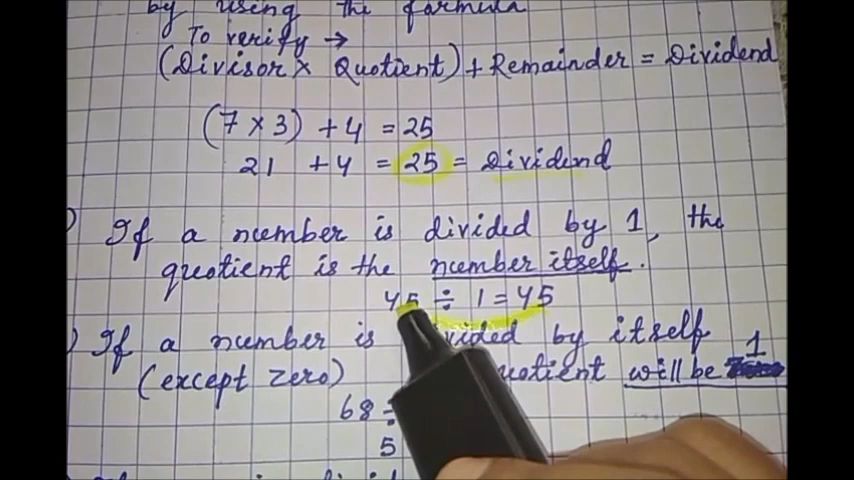 by using the formula
To verify →
(Divisor × Quotient) + Remainder = Dividend
(7 × 3) + 4 = 25
21 + 4 = 25 = Dividend
) If a number is divided by 1, the
quotient is the number itself.
45 ÷ 1 = 45
) If a number is divided by itself
(except zero) quotient will be 1
68 ÷
5